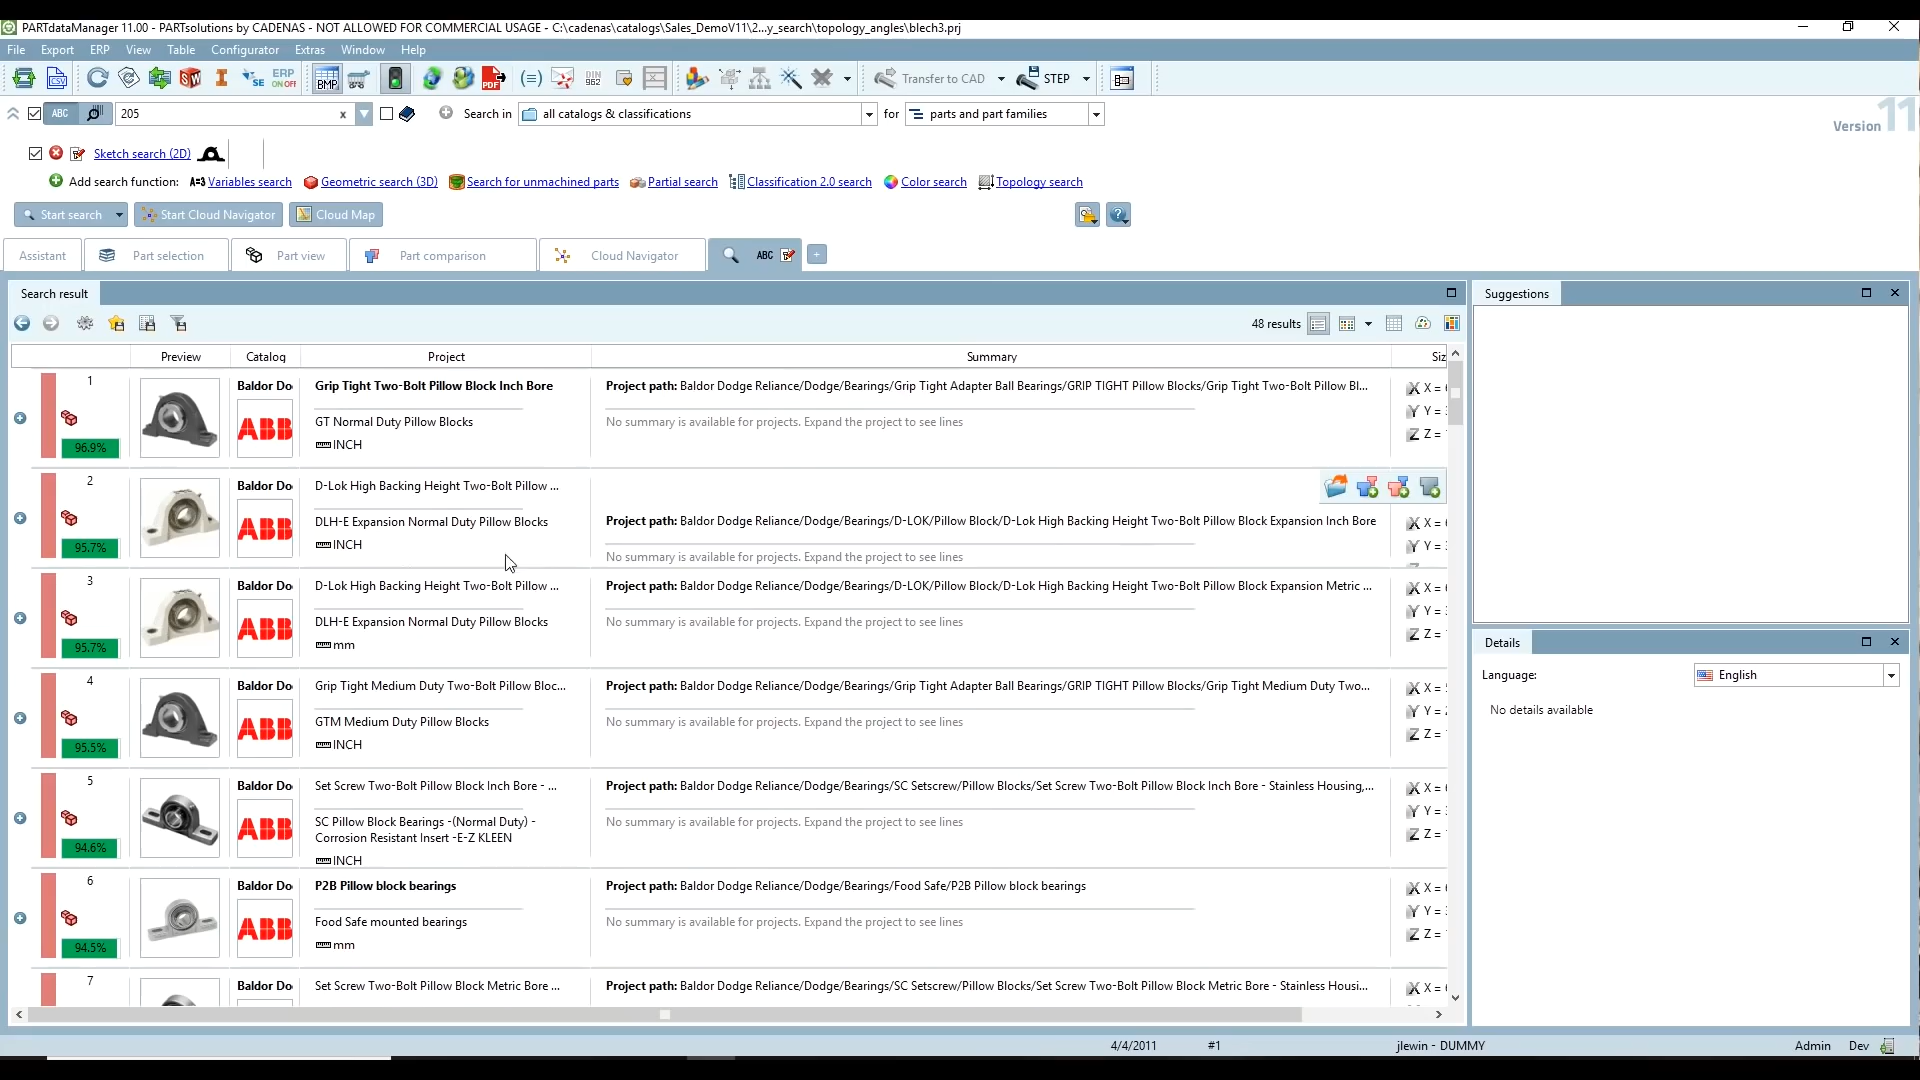 PARTdataManager 11.00 - PARTsolutions by CADENAS - NOT ALLOWED FOR COMMERCIAL USAGE - C:\cadenas\catalogs\Sales_DemoV11\2...y_search\topology_angles\blech3.prj
File Export ERP View Table Configurator Extras Window Help
CSV SW SE ERP ON OFF BMP PDF (=) DIN 962 Transfer to CAD STEP
ABC 205 x Search in all catalogs & classifications for parts and part families
Version 11
Sketch search (2D)
Add search function: A=3 Variables search Geometric search (3D) Search for unmachined parts Partial search Classification 2.0 search Color search Topology search
Start search Start Cloud Navigator Cloud Map ?
Assistant Part selection Part view Part comparison Cloud Navigator ABC +
Search result
Suggestions
48 results
Preview Catalog Project Summary Siz
1
Baldor Do
Grip Tight Two-Bolt Pillow Block Inch Bore
Project path: Baldor Dodge Reliance/Dodge/Bearings/Grip Tight Adapter Ball Bearings/GRIP TIGHT Pillow Blocks/Grip Tight Two-Bolt Pillow Bl...
X =
ABB
GT Normal Duty Pillow Blocks
No summary is available for projects. Expand the project to see lines
Y =
INCH
Z =
96.9%
2
Baldor Do
D-Lok High Backing Height Two-Bolt Pillow ...
ABB
DLH-E Expansion Normal Duty Pillow Blocks
Project path: Baldor Dodge Reliance/Dodge/Bearings/D-LOK/Pillow Block/D-Lok High Backing Height Two-Bolt Pillow Block Expansion Inch Bore
X =
INCH
Y =
95.7%
No summary is available for projects. Expand the project to see lines
3
Baldor Do
D-Lok High Backing Height Two-Bolt Pillow ...
Project path: Baldor Dodge Reliance/Dodge/Bearings/D-LOK/Pillow Block/D-Lok High Backing Height Two-Bolt Pillow Block Expansion Metric ...
X =
ABB
DLH-E Expansion Normal Duty Pillow Blocks
No summary is available for projects. Expand the project to see lines
Y =
mm
Z =
95.7%
4
Baldor Do
Grip Tight Medium Duty Two-Bolt Pillow Bloc...
Project path: Baldor Dodge Reliance/Dodge/Bearings/Grip Tight Adapter Ball Bearings/GRIP TIGHT Pillow Blocks/Grip Tight Medium Duty Two...
X =
ABB
GTM Medium Duty Pillow Blocks
No summary is available for projects. Expand the project to see lines
Y =
INCH
Z =
95.5%
5
Baldor Do
Set Screw Two-Bolt Pillow Block Inch Bore - ...
Project path: Baldor Dodge Reliance/Dodge/Bearings/SC Setscrew/Pillow Blocks/Set Screw Two-Bolt Pillow Block Inch Bore - Stainless Housing,...
X =
ABB
SC Pillow Block Bearings -(Normal Duty) -
Corrosion Resistant Insert -E-Z KLEEN
No summary is available for projects. Expand the project to see lines
Y =
Z =
94.6%
INCH
6
Baldor Do
P2B Pillow block bearings
Project path: Baldor Dodge Reliance/Dodge/Bearings/Food Safe/P2B Pillow block bearings
X =
ABB
Food Safe mounted bearings
No summary is available for projects. Expand the project to see lines
Y =
mm
Z =
94.5%
7
Baldor Do
Set Screw Two-Bolt Pillow Block Metric Bore ...
Project path: Baldor Dodge Reliance/Dodge/Bearings/SC Setscrew/Pillow Blocks/Set Screw Two-Bolt Pillow Block Metric Bore - Stainless Housi...
X =
Details
Language: English
No details available
4/4/2011 #1 jlewin - DUMMY Admin Dev